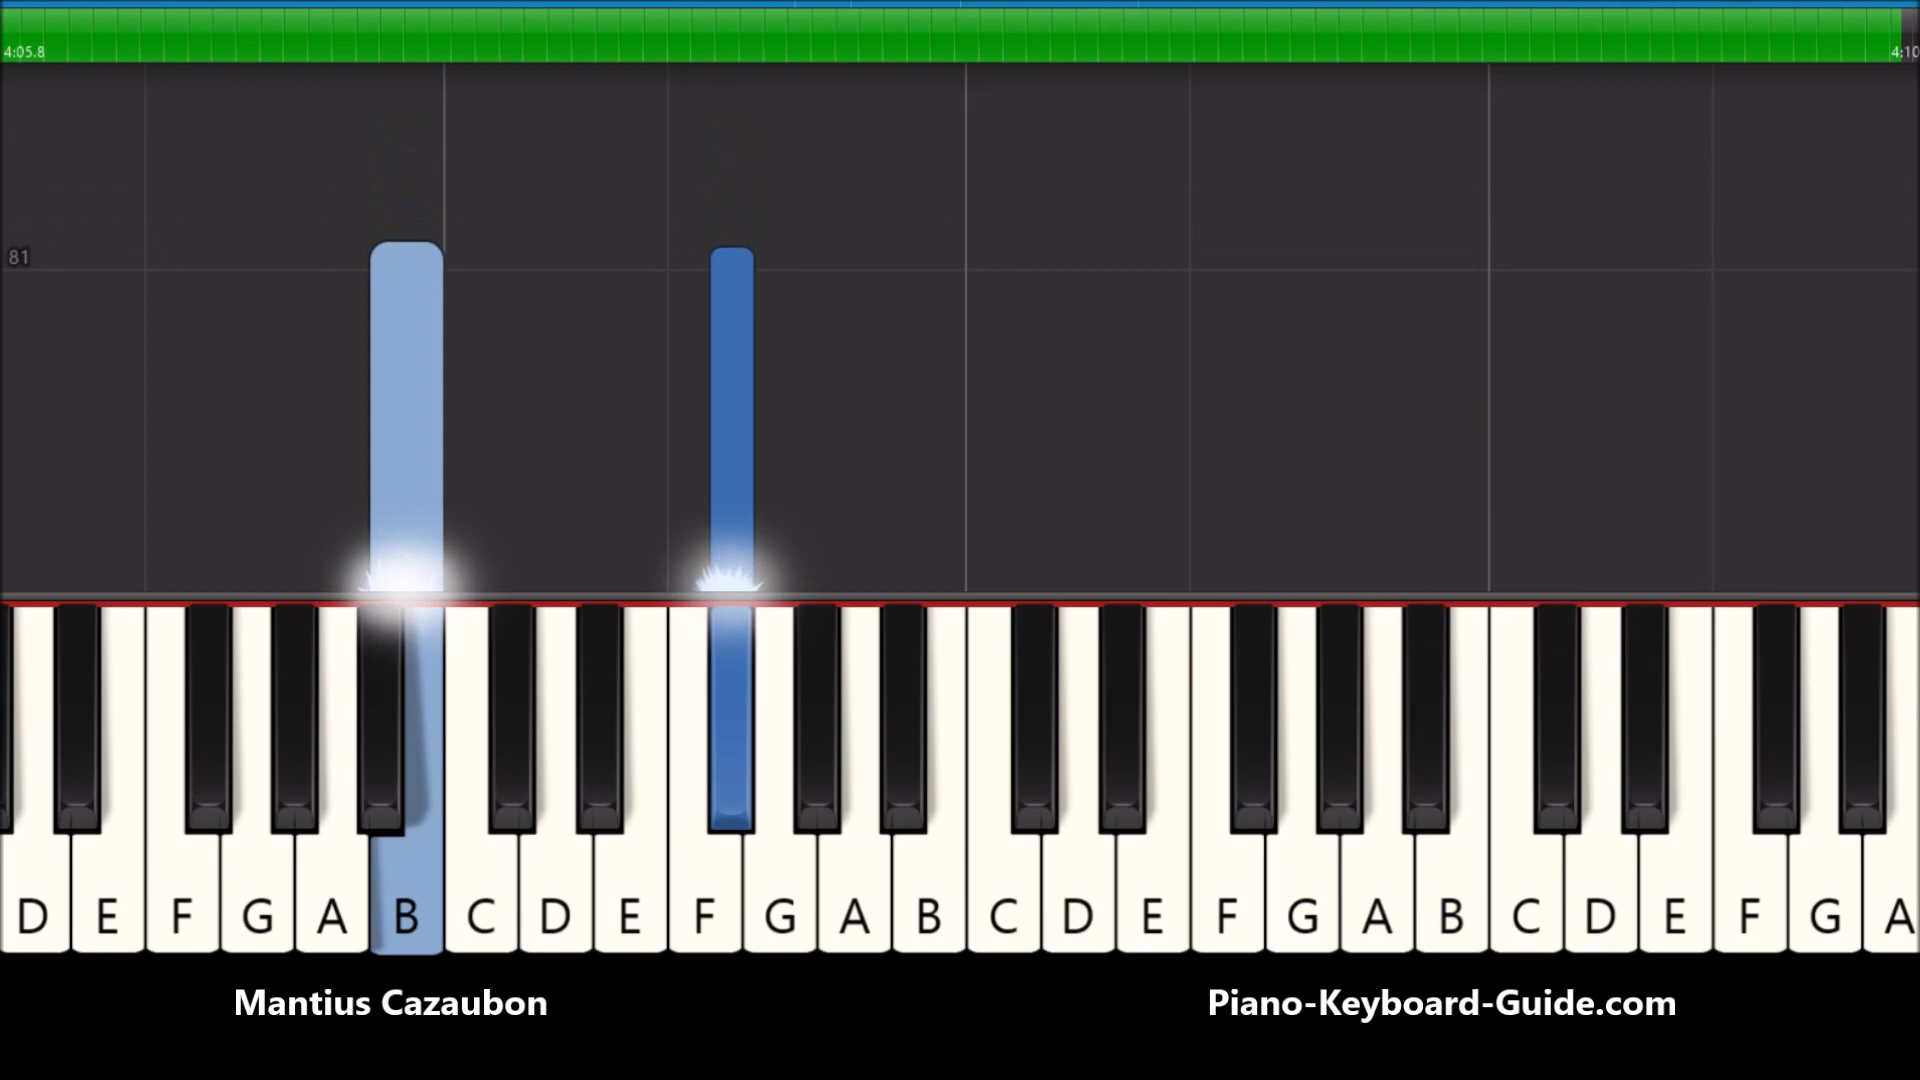 4:05.8 4:10
81
D E F G A B C D E F G A B C D E F G A B C D E F G A
Mantius Cazaubon Piano-Keyboard-Guide.com